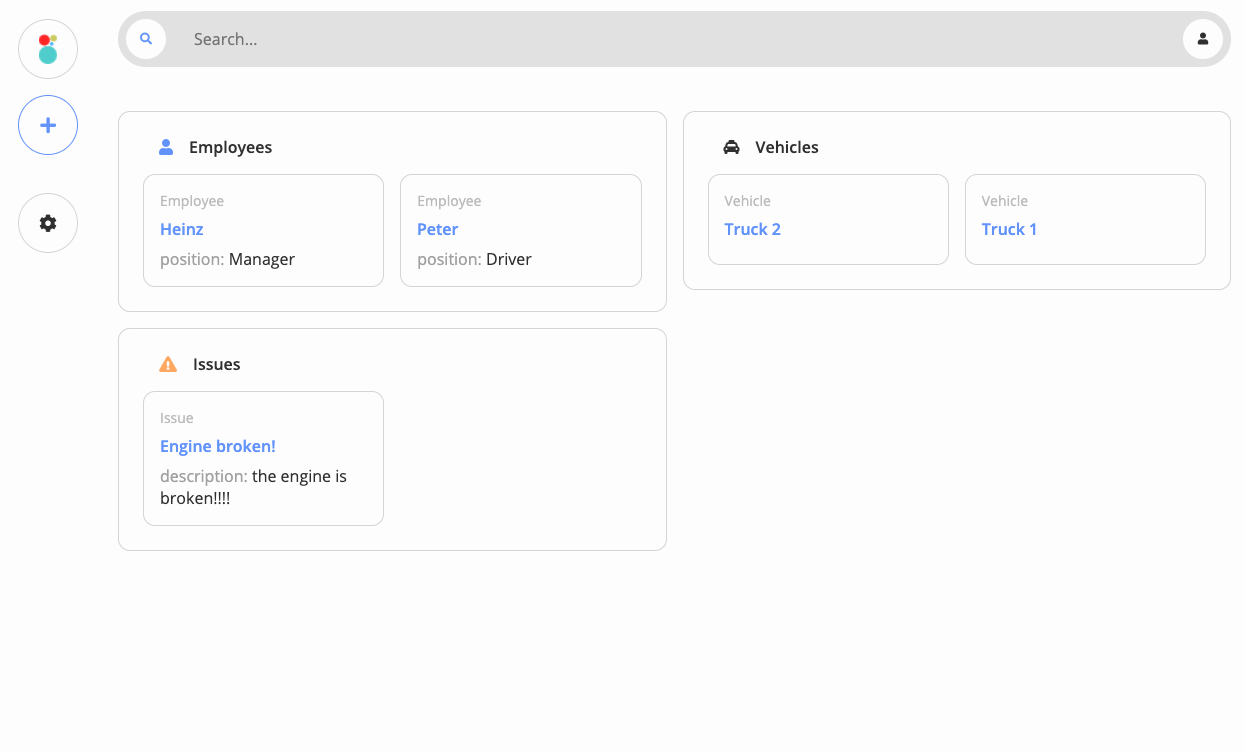 Search...
Employees
Employee
Heinz
position: Manager
Employee
Peter
position: Driver
Vehicles
Vehicle
Truck 2
Vehicle
Truck 1
Issues
Issue
Engine broken!
description: the engine is
broken!!!!